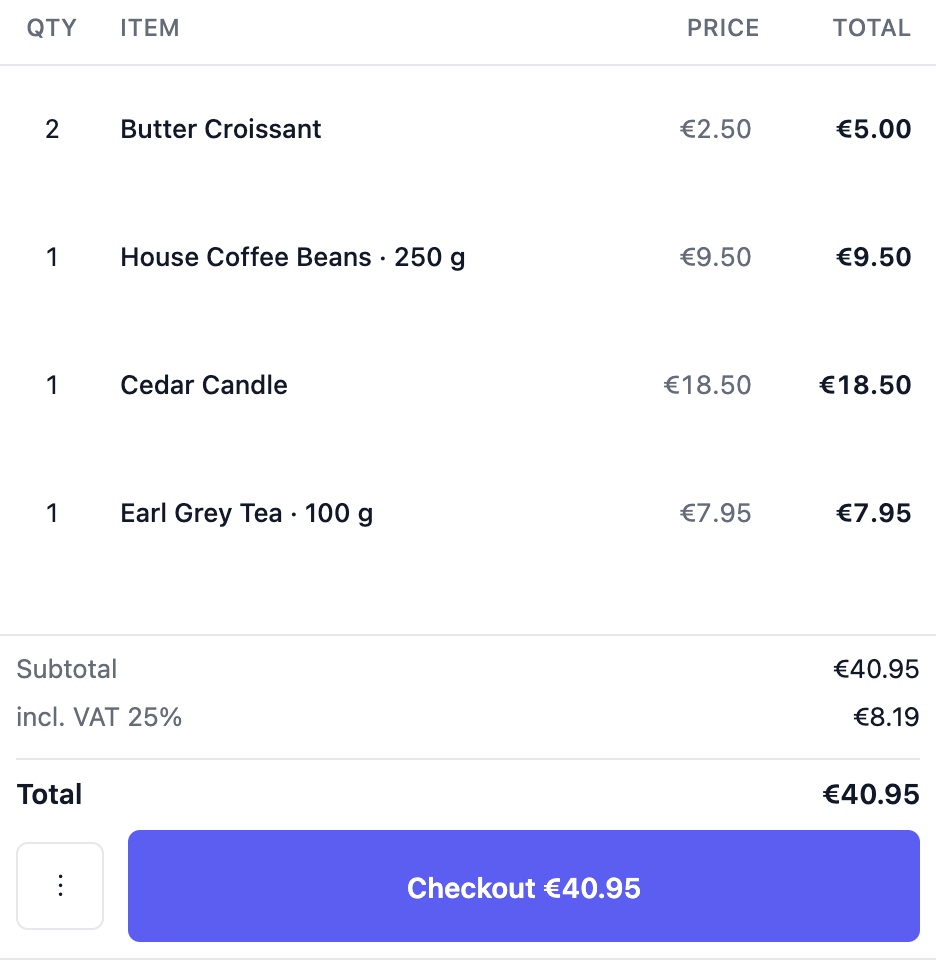 QTY ITEM PRICE TOTAL
2 Butter Croissant €2.50 €5.00
1 House Coffee Beans · 250 g €9.50 €9.50
1 Cedar Candle €18.50 €18.50
1 Earl Grey Tea · 100 g €7.95 €7.95
Subtotal €40.95
incl. VAT 25% €8.19
Total €40.95
Checkout €40.95